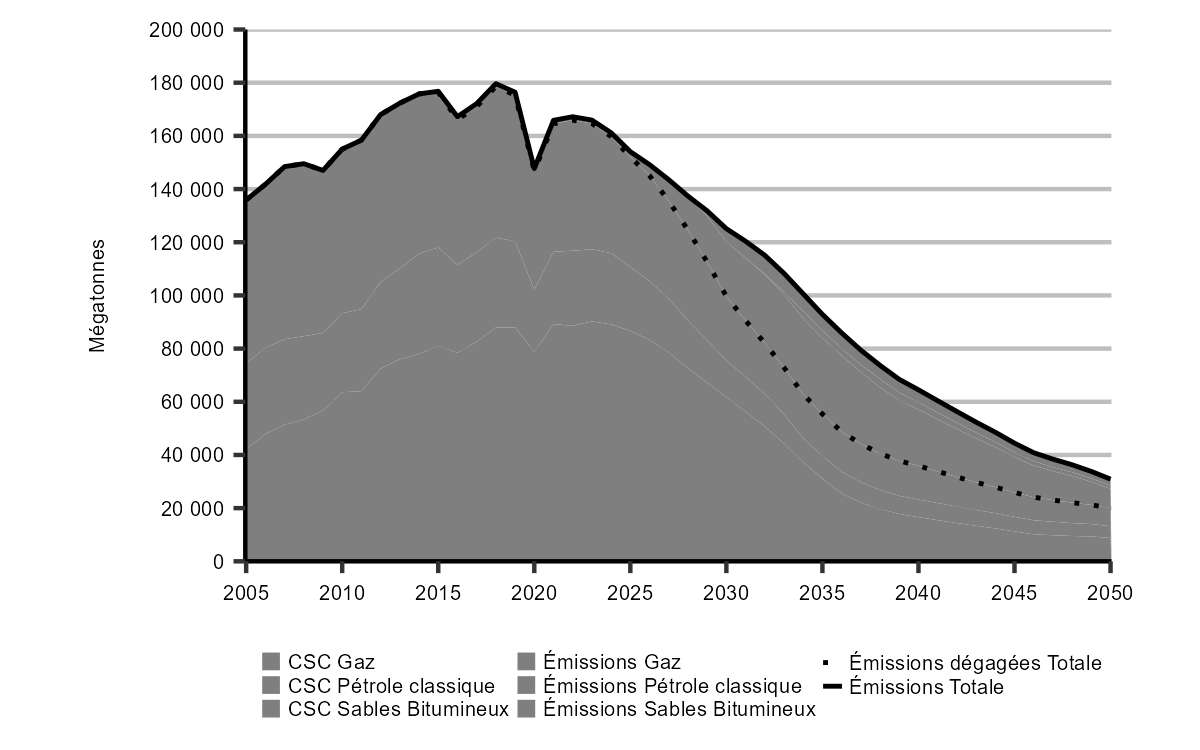 200 000
180 000
160 000
140 000
120 000
100 000
80 000
60 000
40 000
20 000
0
Mégatonnes
2005 2010 2015 2020 2025 2030 2035 2040 2045 2050
CSC Gaz Émissions Gaz Émissions dégagées Totale
CSC Pétrole classique Émissions Pétrole classique Émissions Totale
CSC Sables Bitumineux Émissions Sables Bitumineux